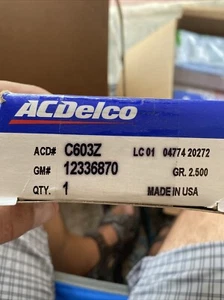 ACDelco
ACD# C603Z LC 01 04774 20272
GM# 12336870 GR. 2.500
QTY. 1 MADE IN USA